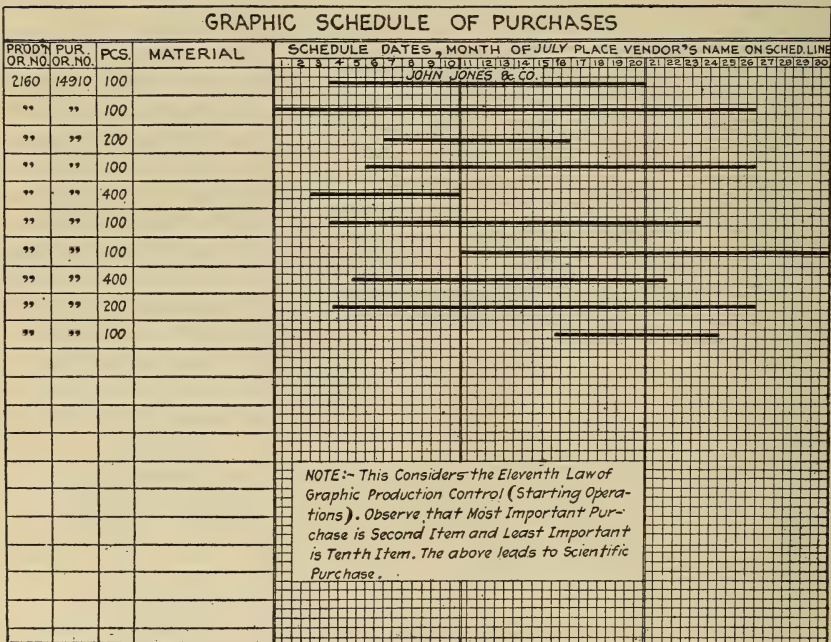 GRAPHIC SCHEDULE OF PURCHASES
PROD'N OR.NO. PUR. OR.NO. PCS. MATERIAL SCHEDULE DATES, MONTH OF JULY PLACE VENDOR'S NAME ON SCHED. LINE
1 2 3 4 5 6 7 8 9 10 11 12 13 14 15 16 17 18 19 20 21 22 23 24 25 26 27 28 29 30
2160 14910 100 JOHN JONES & CO.
" " 100
" " 200
" " 100
" " 400
" " 100
" " 100
" " 400
" " 200
" " 100
NOTE:- This Considers the Eleventh Law of
Graphic Production Control (Starting Opera-
tions). Observe that Most Important Pur-
chase is Second Item and Least Important
is Tenth Item. The above leads to Scientific
Purchase.